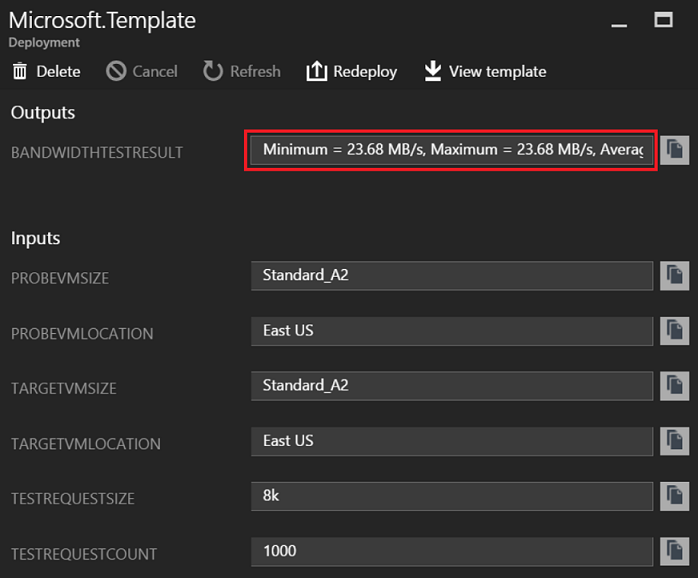 Microsoft.Template
Deployment
Delete Cancel Refresh Redeploy View template
Outputs
BANDWIDTHTESTRESULT Minimum = 23.68 MB/s, Maximum = 23.68 MB/s, Averag
Inputs
PROBEVMSIZE Standard_A2
PROBEVMLOCATION East US
TARGETVMSIZE Standard_A2
TARGETVMLOCATION East US
TESTREQUESTSIZE 8k
TESTREQUESTCOUNT 1000